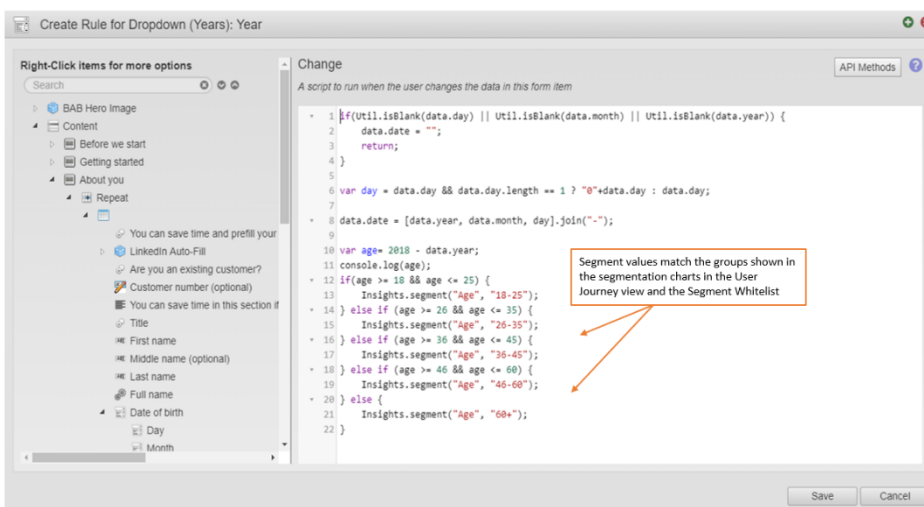 Create Rule for Dropdown (Years): Year
Right-Click items for more options
Search
BAB Hero Image
Content
Before we start
Getting started
About you
Repeat
You can save time and prefill your
LinkedIn Auto-Fill
Are you an existing customer?
Customer number (optional)
You can save time in this section if
Title
First name
Middle name (optional)
Last name
Full name
Date of birth
Day
Month
Change
API Methods
A script to run when the user changes the data in this form item
1 if(Util.isBlank(data.day) || Util.isBlank(data.month) || Util.isBlank(data.year)) {
2 data.date = "";
3 return;
4 }
5
6 var day = data.day && data.day.length == 1 ? "0"+data.day : data.day;
7
8 data.date = [data.year, data.month, day].join("-");
9
10 var age= 2018 - data.year;
11 console.log(age);
12 if(age >= 18 && age <= 25) {
13 Insights.segment("Age", "18-25");
14 } else if (age >= 26 && age <= 35) {
15 Insights.segment("Age", "26-35");
16 } else if (age >= 36 && age <= 45) {
17 Insights.segment("Age", "36-45");
18 } else if (age >= 46 && age <= 60) {
19 Insights.segment("Age", "46-60");
20 } else {
21 Insights.segment("Age", "60+");
22 }
Segment values match the groups shown in
the segmentation charts in the User
Journey view and the Segment Whitelist
Save
Cancel